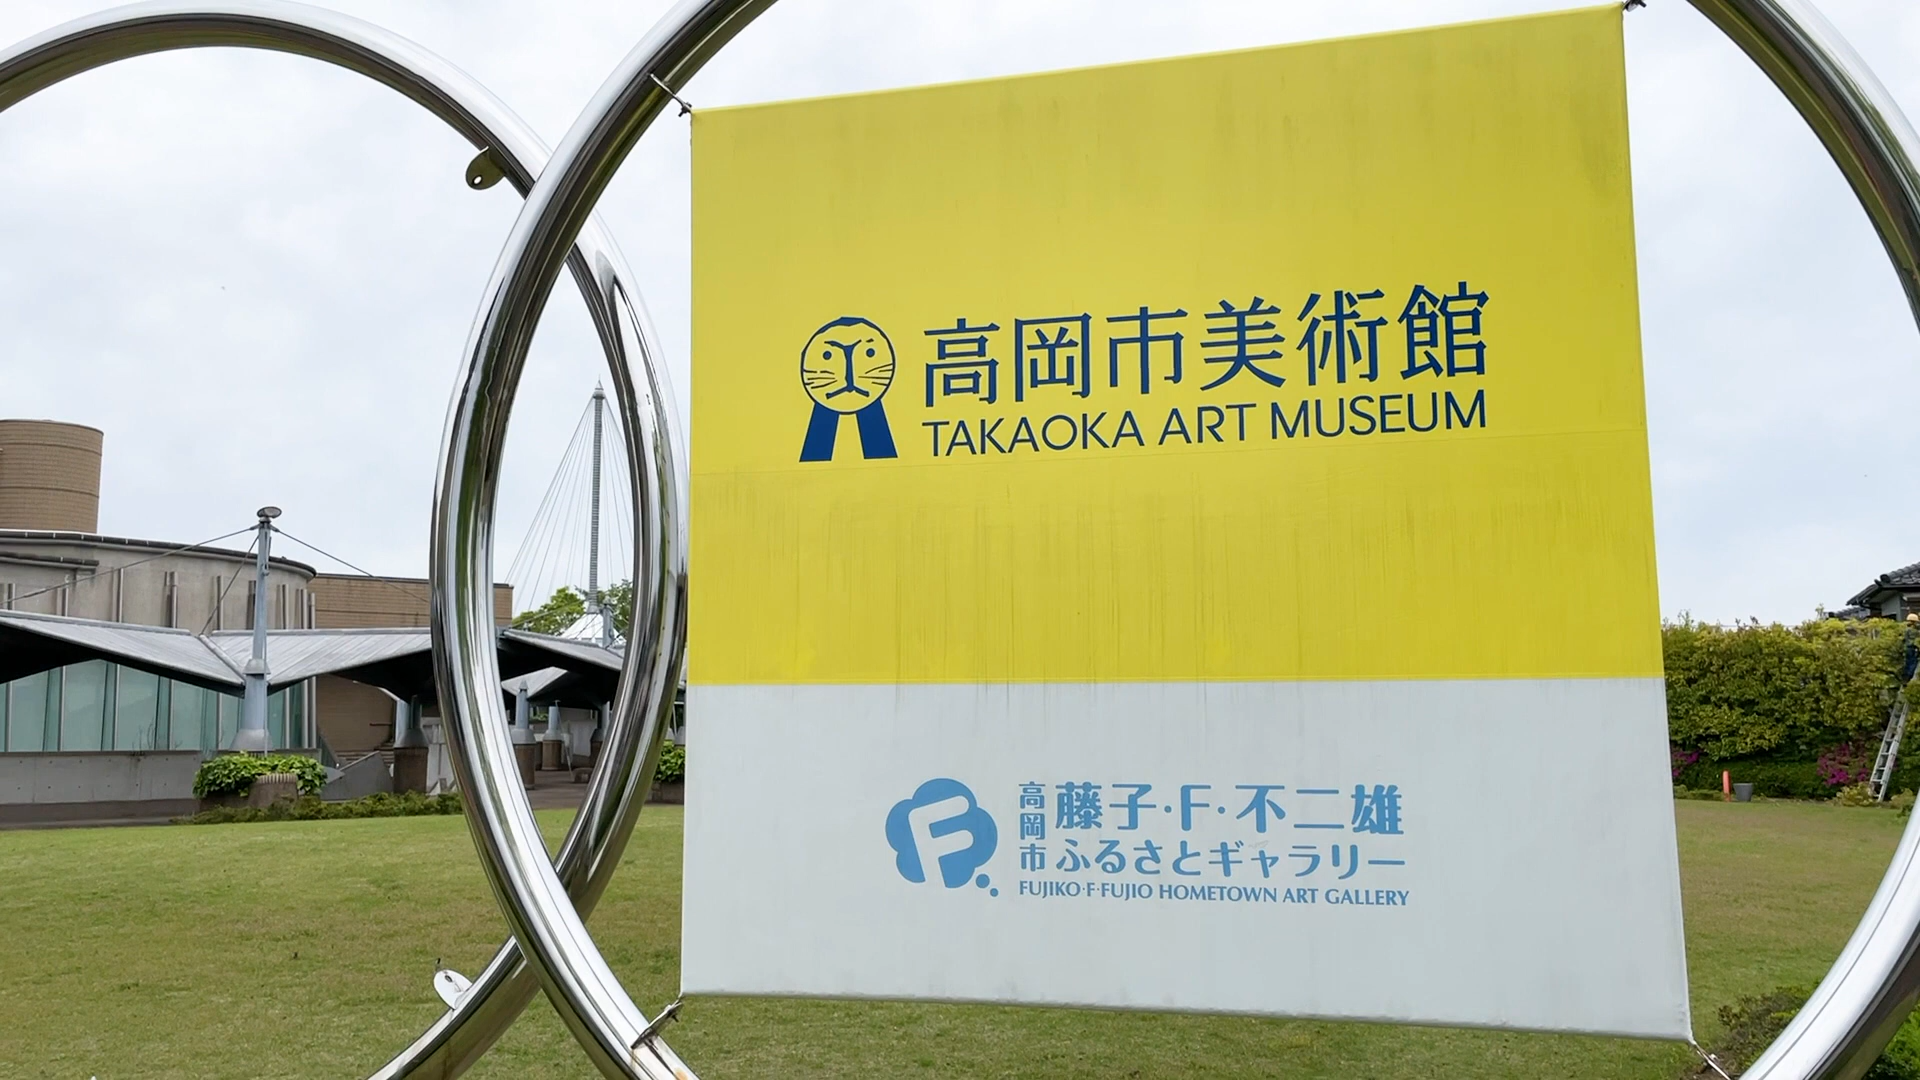 高岡市美術館
TAKAOKA ART MUSEUM
高岡市
藤子・F・不二雄
ふるさとギャラリー
FUJIKO・F・FUJIO HOMETOWN ART GALLERY